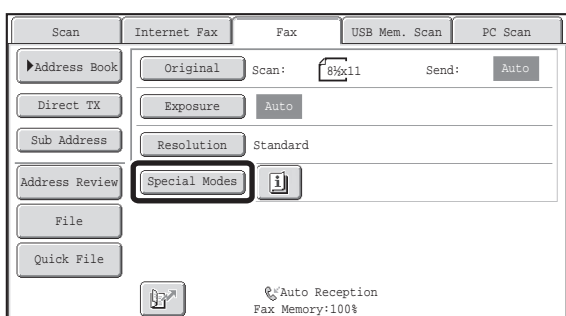 Scan Internet Fax Fax USB Mem. Scan PC Scan
Address Book Original Scan: 8½x11 Send: Auto
Direct TX Exposure Auto
Sub Address Resolution Standard
Address Review Special Modes
File
Quick File
Auto Reception
Fax Memory:100%